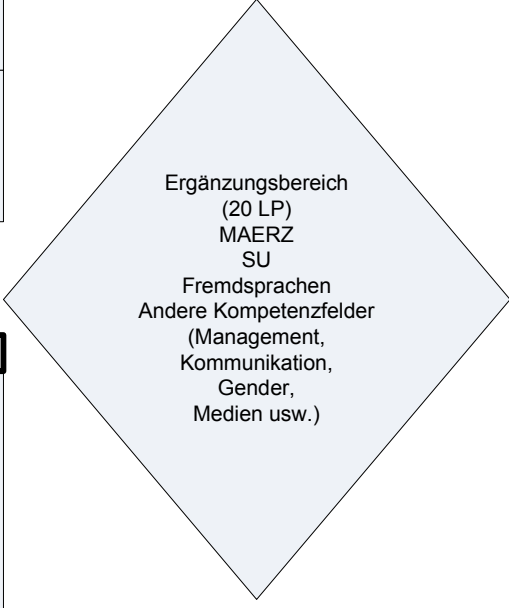 Ergänzungsbereich
(20 LP)
MAERZ
SU
Fremdsprachen
Andere Kompetenzfelder
(Management,
Kommunikation,
Gender,
Medien usw.)